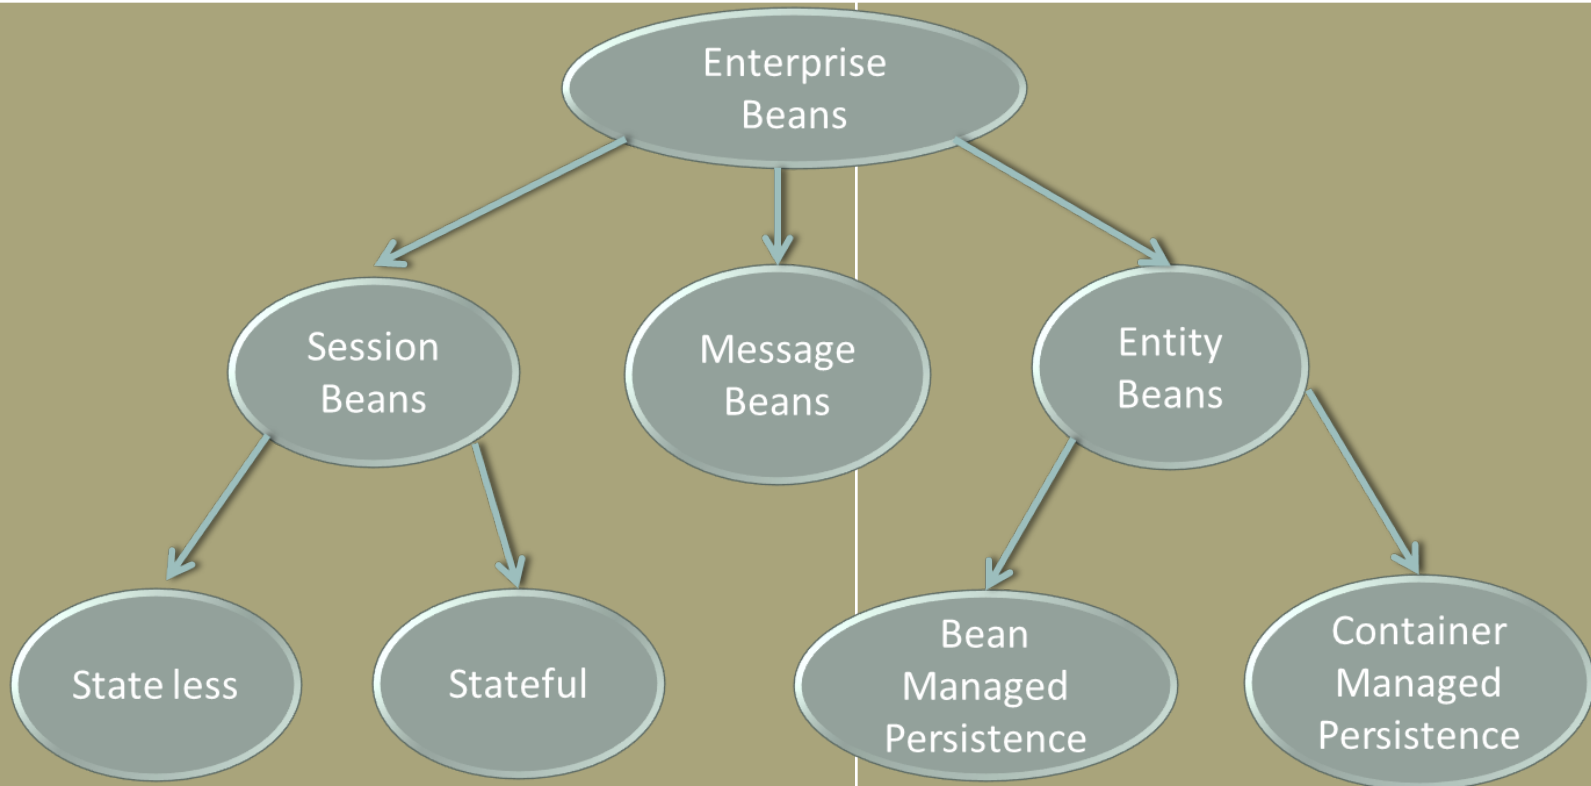 Enterprise
Beans
Session
Beans
Message
Beans
Entity
Beans
State less
Stateful
Bean
Managed
Persistence
Container
Managed
Persistence